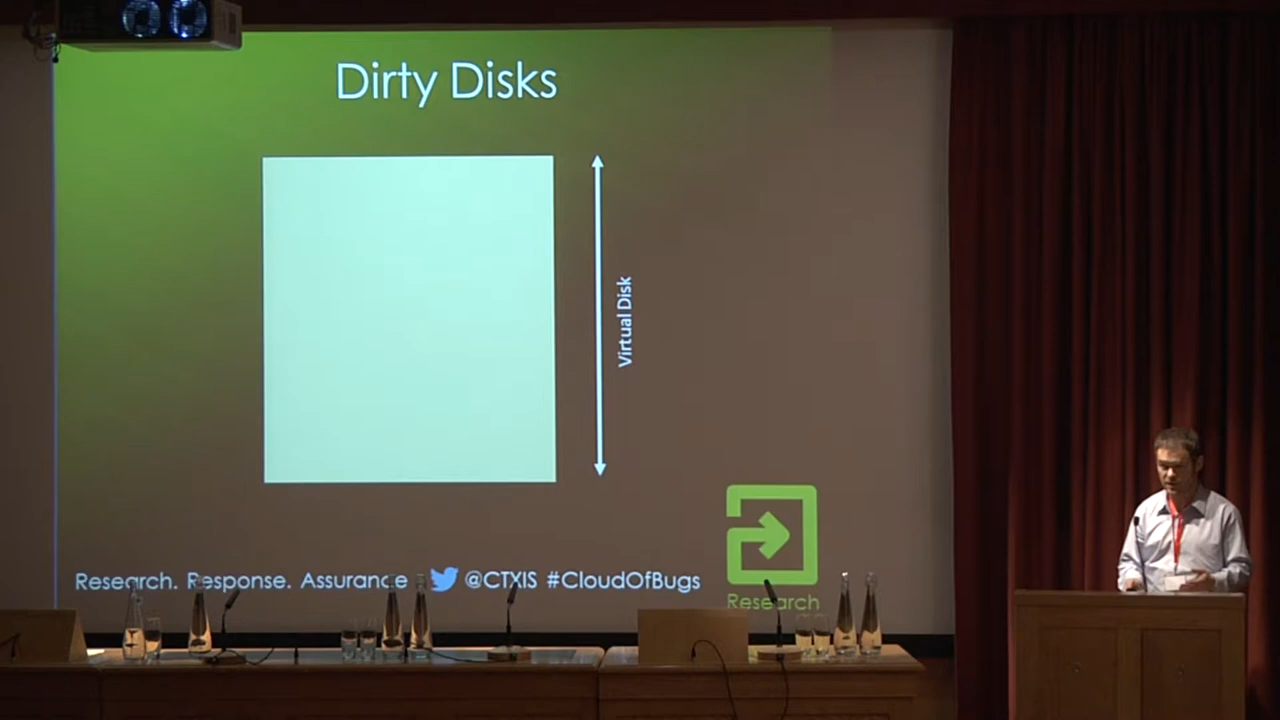 Dirty Disks
Virtual Disk
Research. Response. Assurance @CTXIS #CloudOfBugs
Research